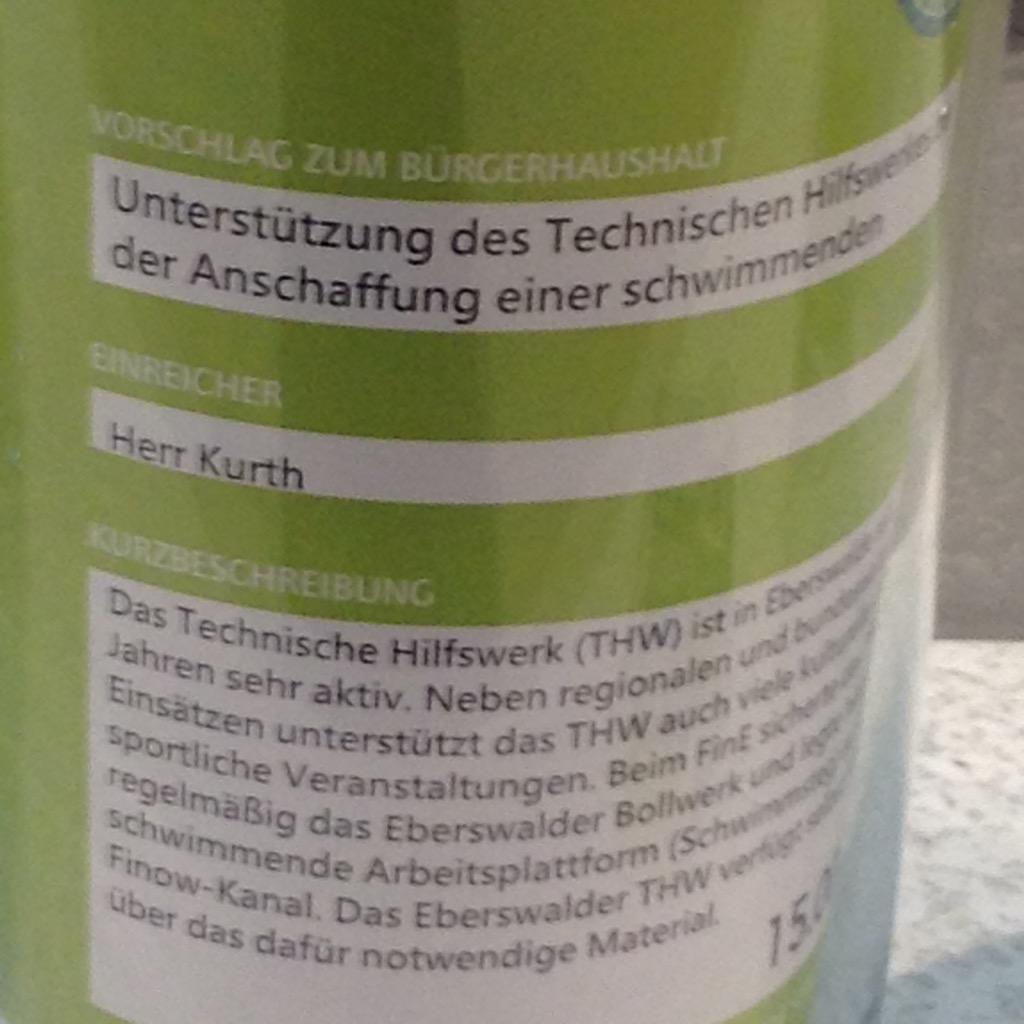 VORSCHLAG ZUM BÜRGERHAUSHALT
Unterstützung des Technischen
der Anschaffung einer schwimmenden
EINREICHER
Herr Kurth
KURZBESCHREIBUNG
Das Technische Hilfswerk (THW) ist in
Jahren sehr aktiv. Neben regionalen und
Einsätzen unterstützt das THW auch viele
sportliche Veranstaltungen. Beim FinE
regelmäßig das Eberswalder Bollwerk und
schwimmende Arbeitsplattform
Finow-Kanal. Das Eberswalder THW verfügt
über das dafür notwendige Material.